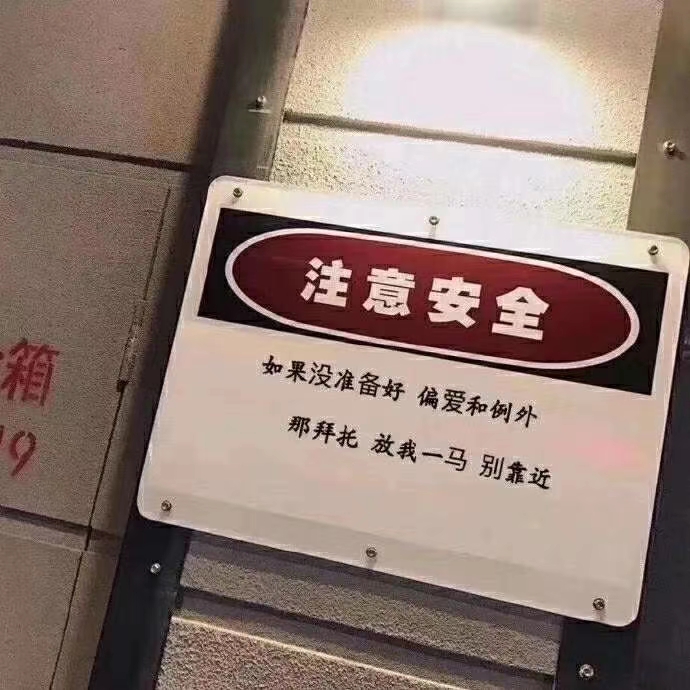 注意安全
如果没准备好 偏爱和例外
那拜托 放我一马 别靠近
箱